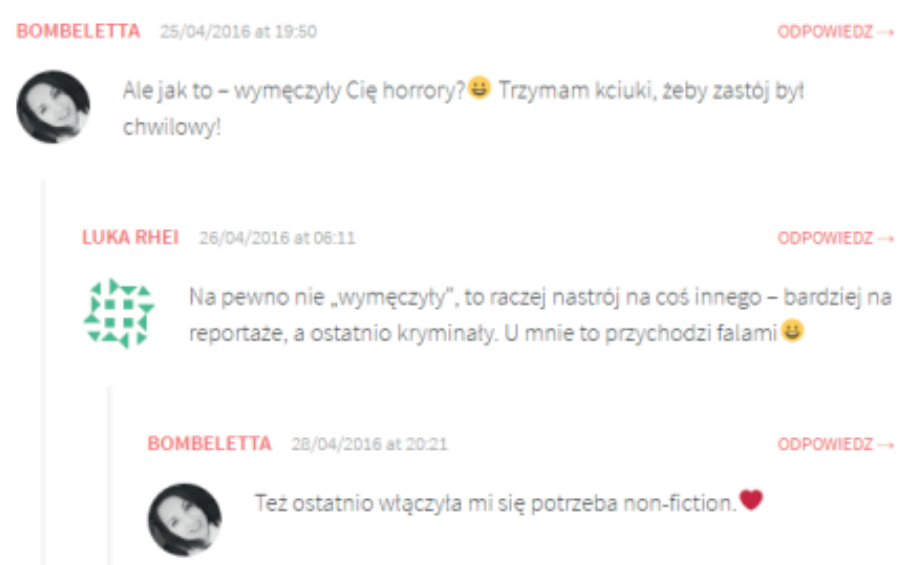 BOMBELETTA 25/04/2016 at 19:50 ODPOWIEDZ →
Ale jak to – wymęczyły Cię horrory?😀 Trzymam kciuki, żeby zastój był
chwilowy!
LUKA RHEI 26/04/2016 at 06:11 ODPOWIEDZ →
Na pewno nie „wymęczyły”, to raczej nastrój na coś innego – bardziej na
reportaże, a ostatnio kryminały. U mnie to przychodzi falami😀
BOMBELETTA 28/04/2016 at 20:21 ODPOWIEDZ →
Też ostatnio włączyła mi się potrzeba non-fiction.❤